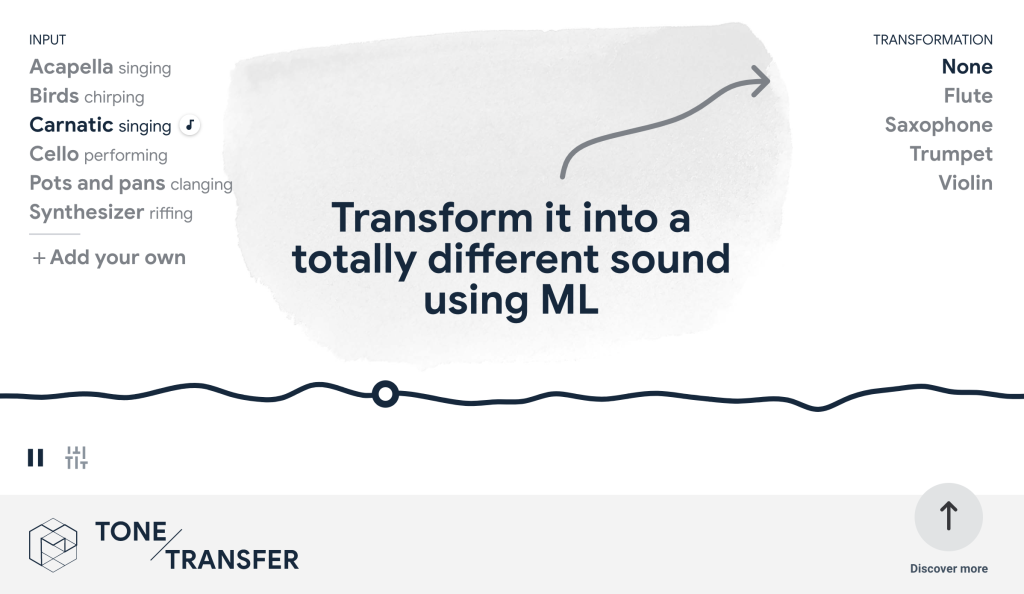 INPUT
Acapella singing
Birds chirping
Carnatic singing
Cello performing
Pots and pans clanging
Synthesizer riffing
+ Add your own
Transform it into a
totally different sound
using ML
TRANSFORMATION
None
Flute
Saxophone
Trumpet
Violin
TONE
TRANSFER
Discover more